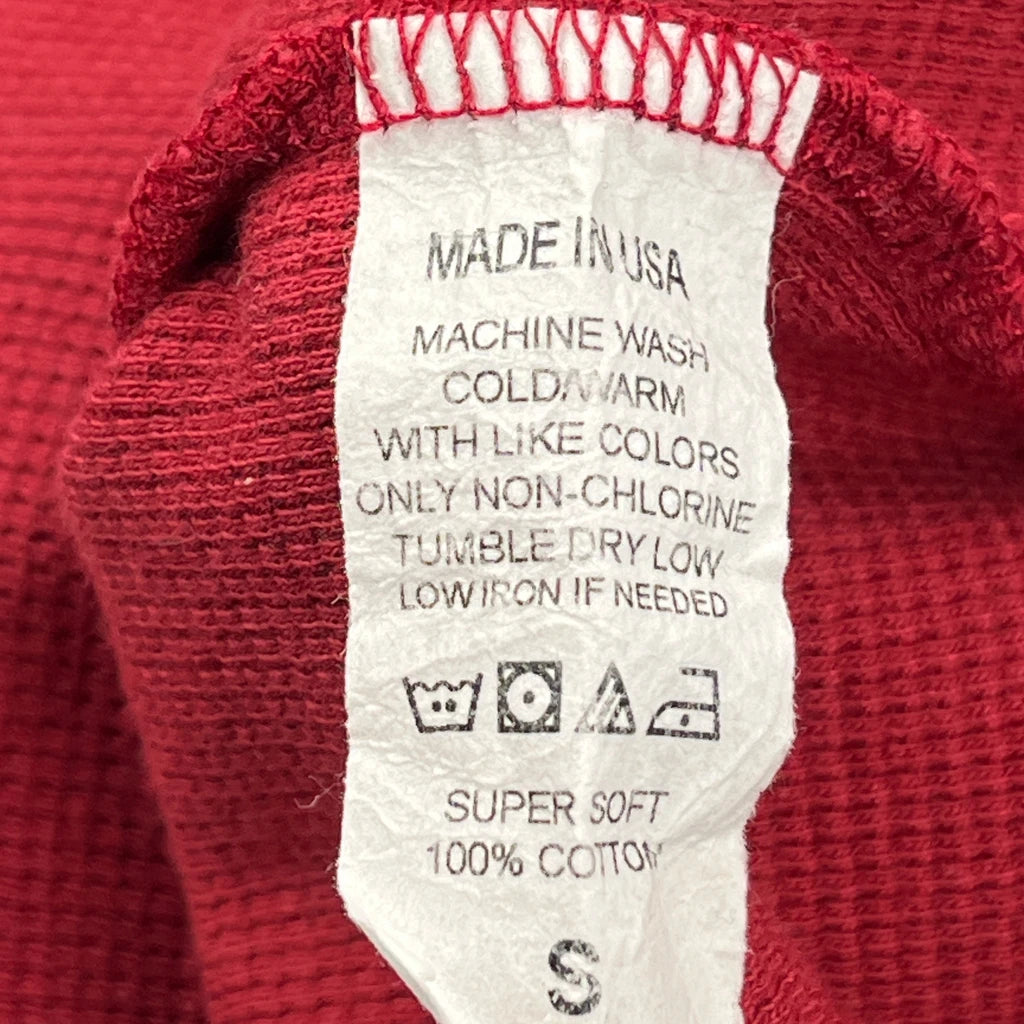 MADE IN USA
MACHINE WASH
COLD/WARM
WITH LIKE COLORS
ONLY NON-CHLORINE
TUMBLE DRY LOW
LOW IRON IF NEEDED
SUPER SOFT
100% COTTON
S